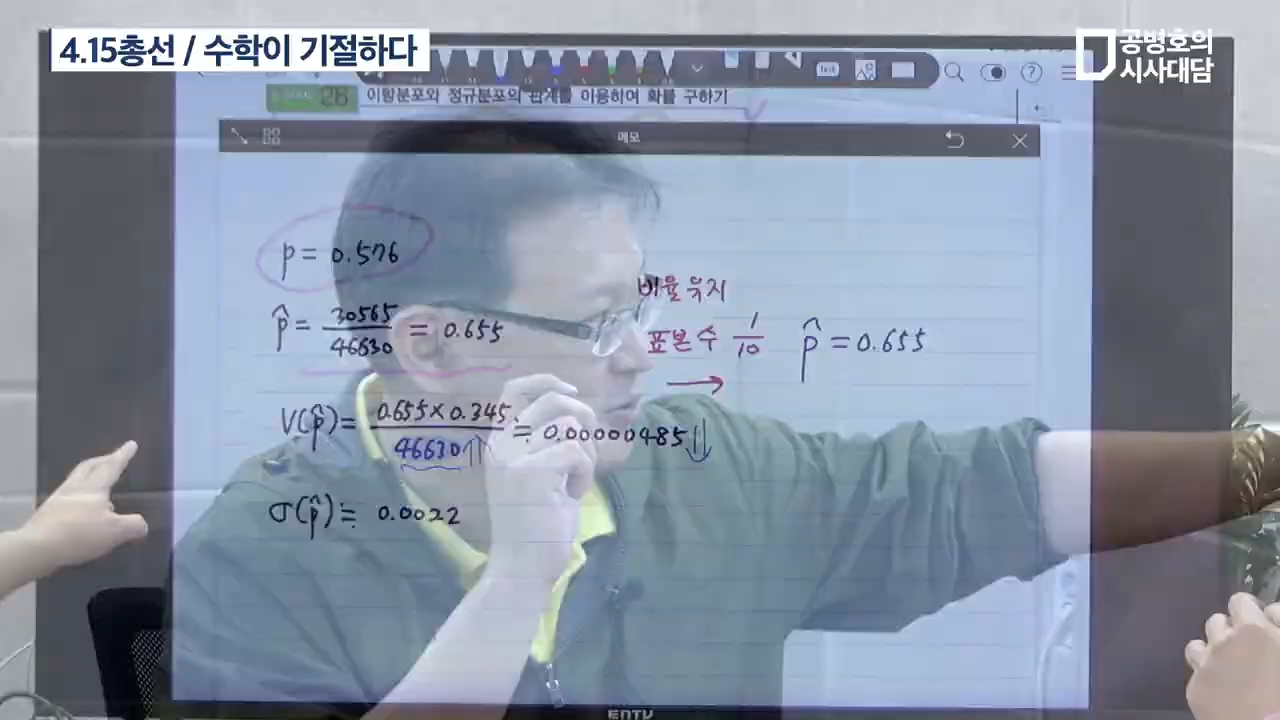 4.15총선 / 수학이 기절하다
공병호의
시사대담
이항분포와 정규분포의 관계를 이용하여 확률 구하기
메모
p = 0.576
p̂ = 30565/46630 = 0.655
비율 유지
표본 수 1/10 p̂ = 0.655
→
V(p̂) = 0.655×0.345/46630 ≒ 0.00000485
σ(p̂) ≒ 0.0022